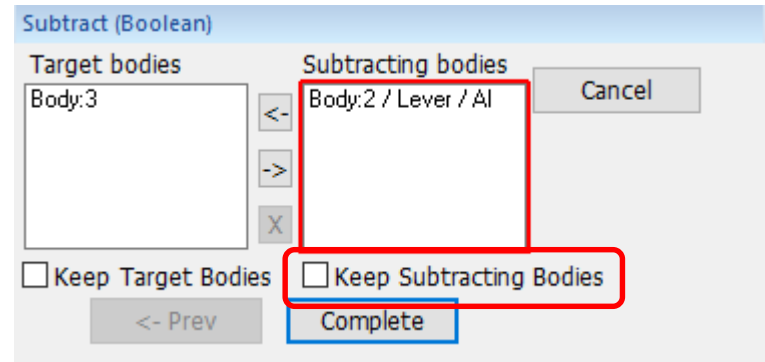 Subtract (Boolean)
Target bodies Subtracting bodies
Body:3 <- Body:2 / Lever / Al Cancel
->
X
Keep Target Bodies Keep Subtracting Bodies
<- Prev Complete